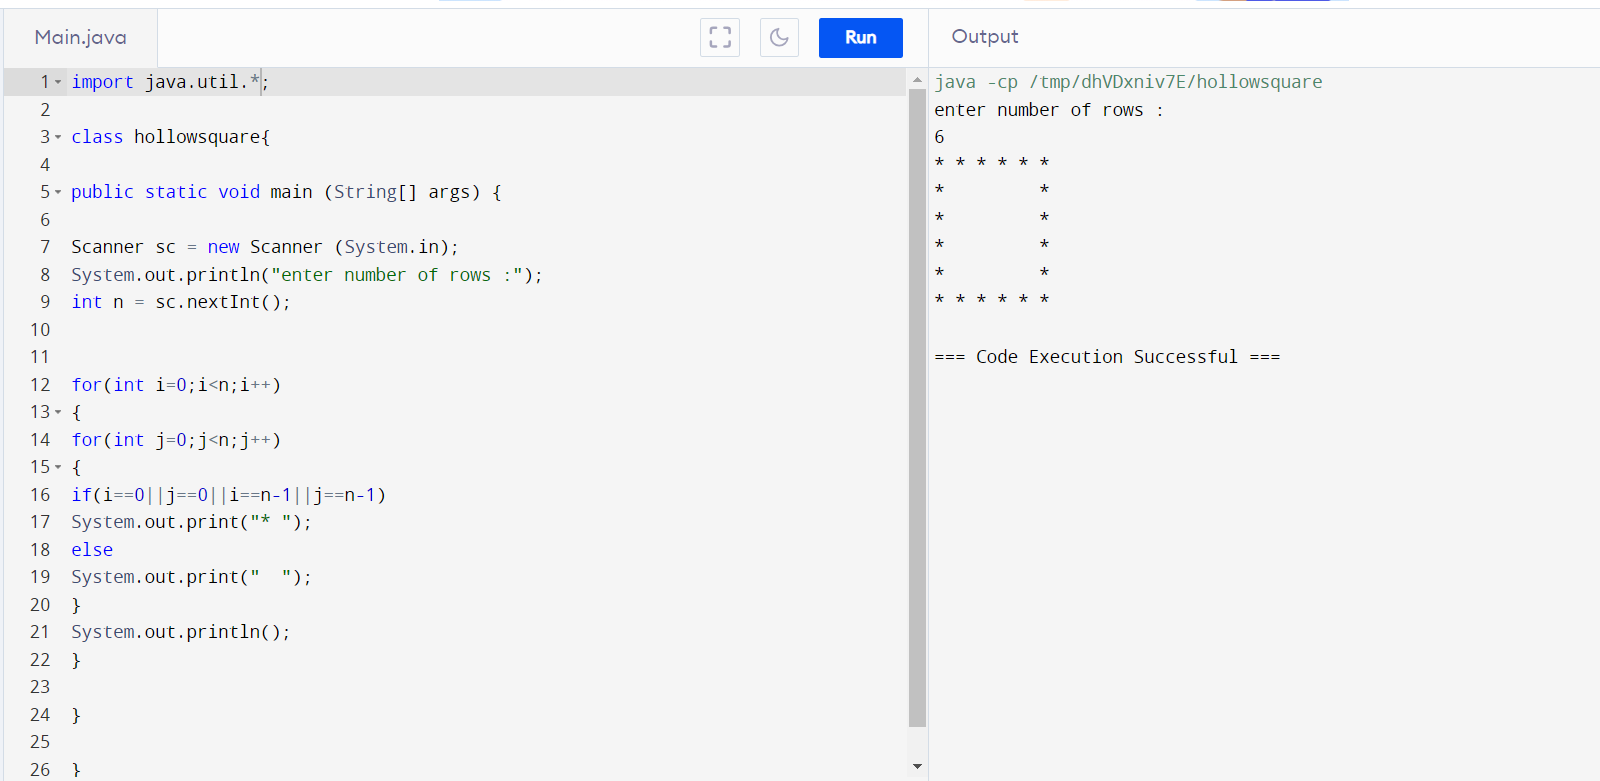 Main.java
Run
Output
1 import java.util.*;
2
3 class hollowsquare{
4
5 public static void main (String[] args) {
6
7 Scanner sc = new Scanner (System.in);
8 System.out.println("enter number of rows :");
9 int n = sc.nextInt();
10
11
12 for(int i=0;i<n;i++)
13 {
14 for(int j=0;j<n;j++)
15 {
16 if(i==0||j==0||i==n-1||j==n-1)
17 System.out.print("* ");
18 else
19 System.out.print("  ");
20 }
21 System.out.println();
22 }
23
24 }
25
26 }
java -cp /tmp/dhVDxniv7E/hollowsquare
enter number of rows :
6
* * * * * *
*         *
*         *
*         *
*         *
* * * * * *
=== Code Execution Successful ===